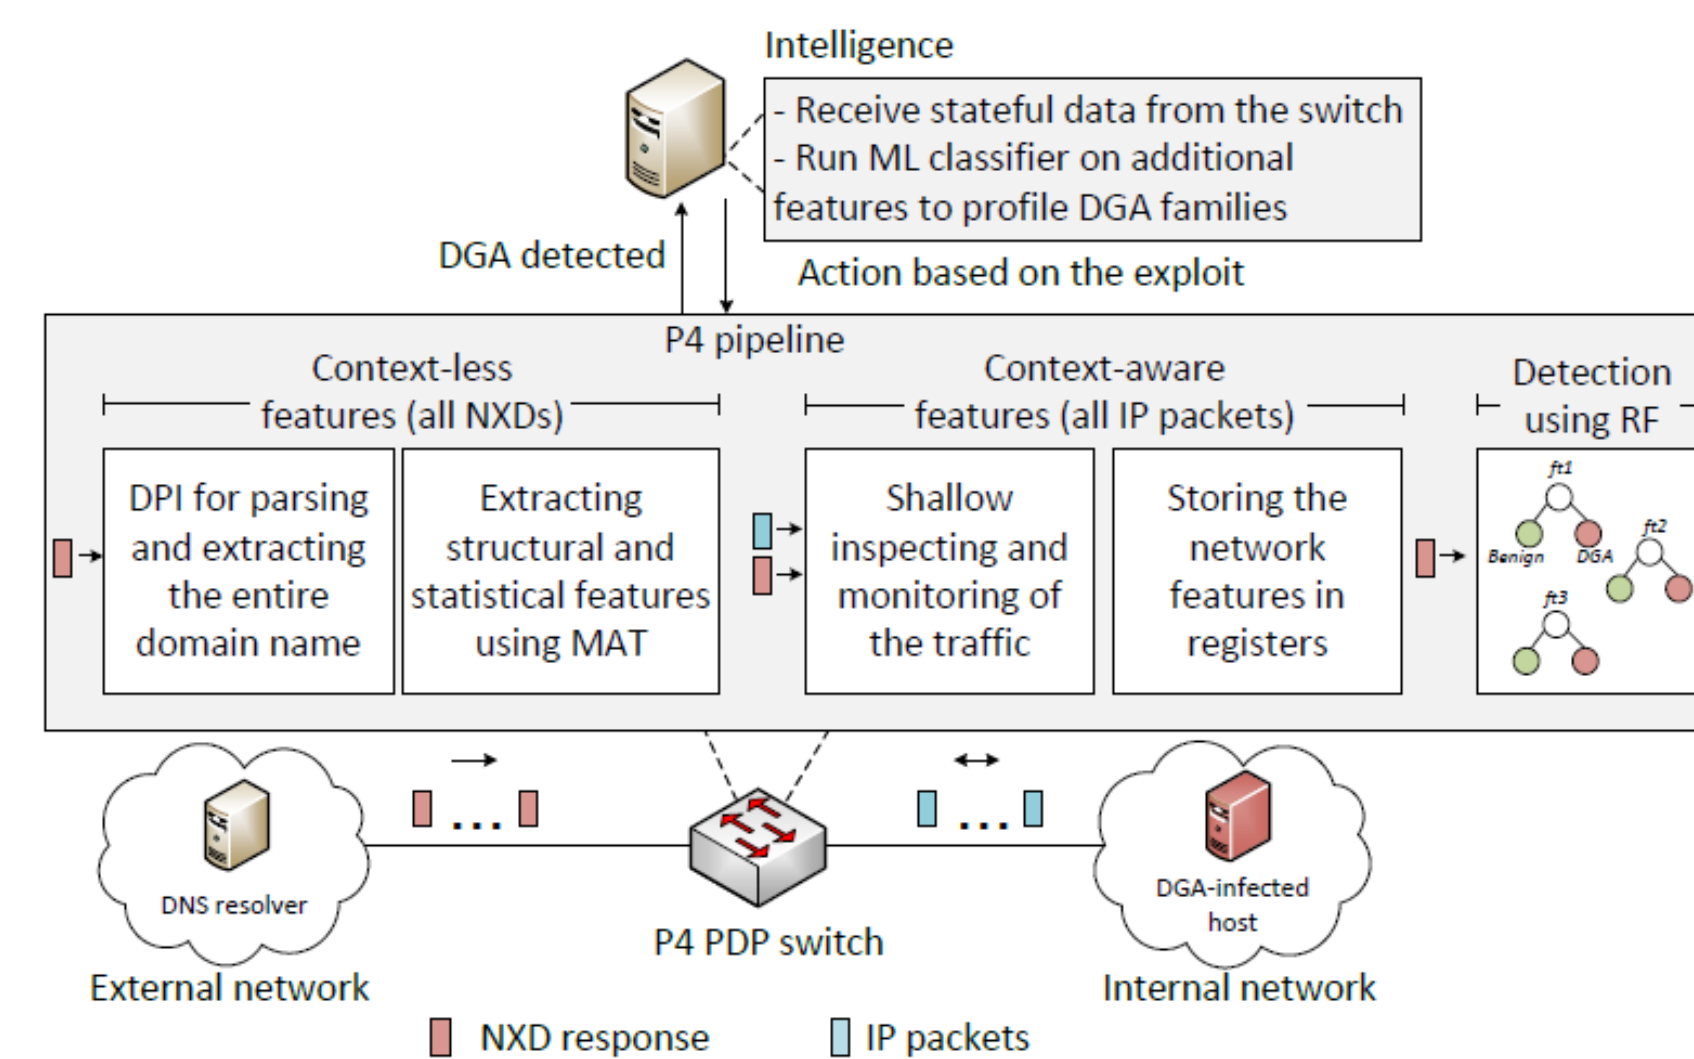 Intelligence
- Receive stateful data from the switch
- Run ML classifier on additional
features to profile DGA families
DGA detected
Action based on the exploit
P4 pipeline
Context-less
features (all NXDs)
Context-aware
features (all IP packets)
Detection
using RF
DPI for parsing
and extracting
the entire
domain name
Extracting
structural and
statistical features
using MAT
Shallow
inspecting and
monitoring of
the traffic
Storing the
network
features in
registers
ft1
Benign
DGA
ft2
ft3
...
...
DNS resolver
DGA-infected
host
P4 PDP switch
External network
Internal network
NXD response
IP packets